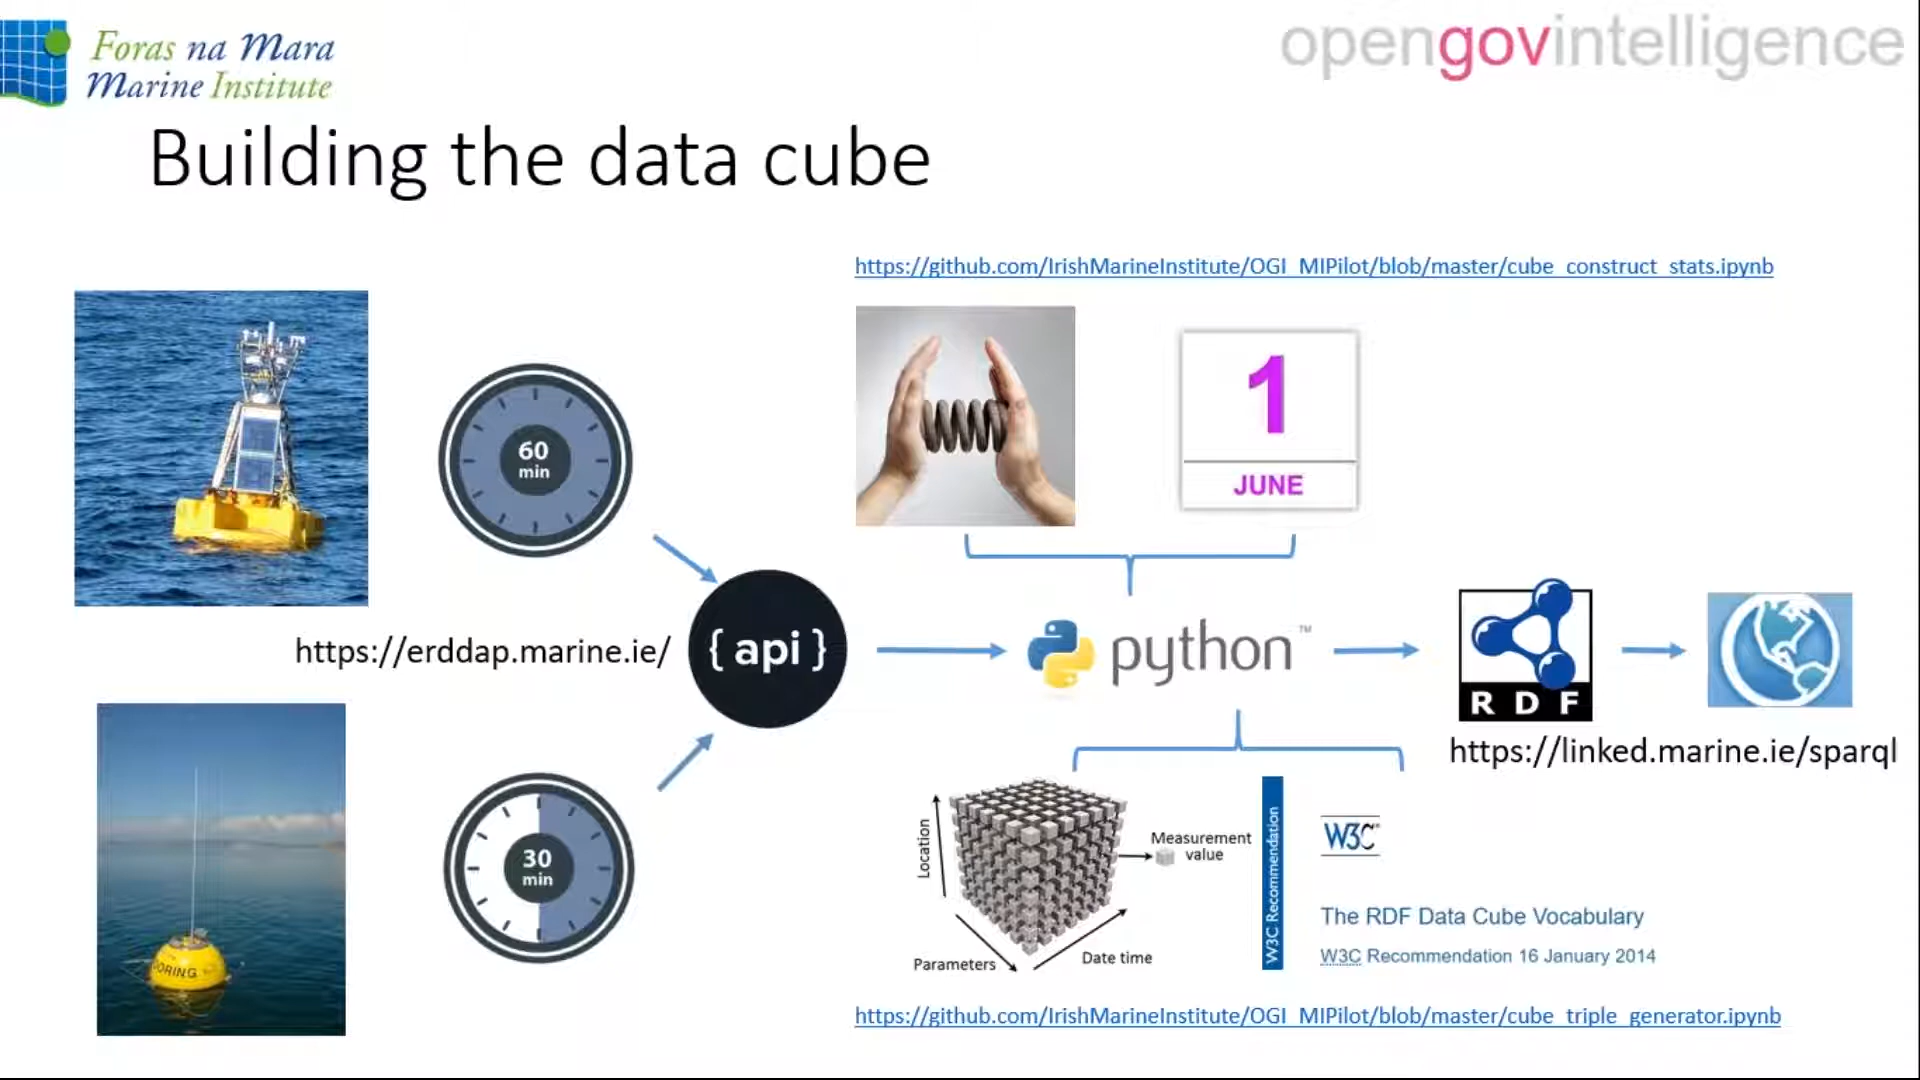 Foras na Mara
Marine Institute
opengovintelligence
Building the data cube
https://github.com/IrishMarineInstitute/OGI_MIPilot/blob/master/cube_construct_stats.ipynb
60
min
1
JUNE
https://erddap.marine.ie/
{ api }
python™
RDF
https://linked.marine.ie/sparql
30
min
Location
Parameters
Date time
Measurement
value
W3C Recommendation
W3C
The RDF Data Cube Vocabulary
W3C Recommendation 16 January 2014
https://github.com/IrishMarineInstitute/OGI_MIPilot/blob/master/cube_triple_generator.ipynb